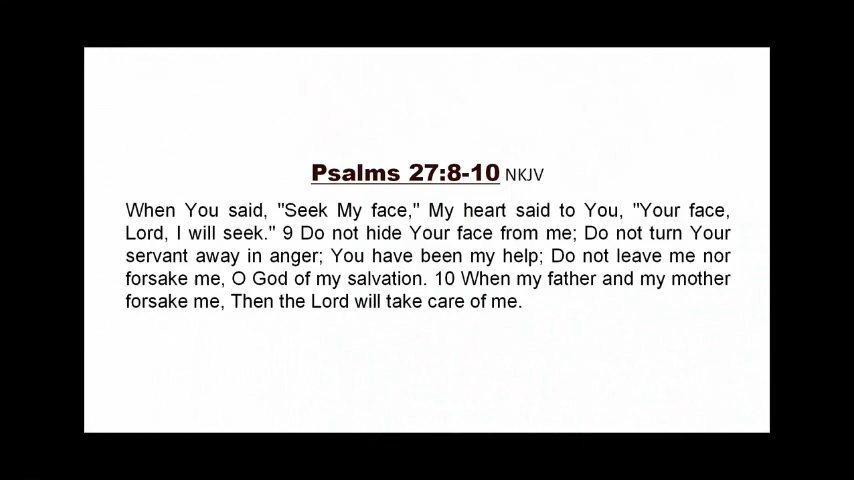 Psalms 27:8-10 NKJV
When You said, "Seek My face," My heart said to You, "Your face,
Lord, I will seek." 9 Do not hide Your face from me; Do not turn Your
servant away in anger; You have been my help; Do not leave me nor
forsake me, O God of my salvation. 10 When my father and my mother
forsake me, Then the Lord will take care of me.